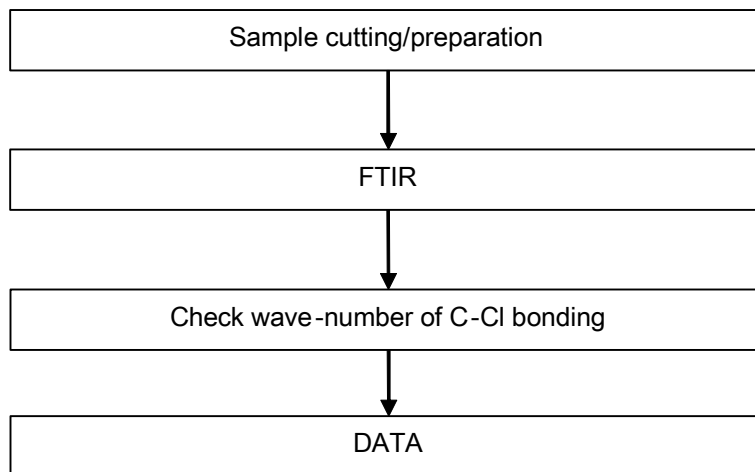 Sample cutting/preparation
FTIR
Check wave-number of C-Cl bonding
DATA